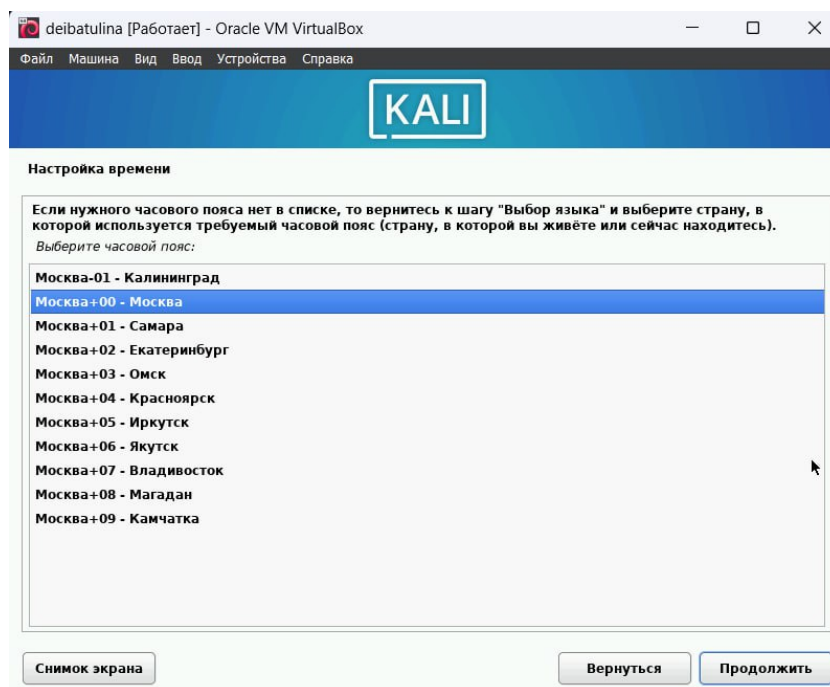 deibatulina [Работает] - Oracle VM VirtualBox
Файл Машина Вид Ввод Устройства Справка
KALI
Настройка времени
Если нужного часового пояса нет в списке, то вернитесь к шагу "Выбор языка" и выберите страну, в
которой используется требуемый часовой пояс (страну, в которой вы живёте или сейчас находитесь).
Выберите часовой пояс:
Москва-01 - Калининград
Москва+00 - Москва
Москва+01 - Самара
Москва+02 - Екатеринбург
Москва+03 - Омск
Москва+04 - Красноярск
Москва+05 - Иркутск
Москва+06 - Якутск
Москва+07 - Владивосток
Москва+08 - Магадан
Москва+09 - Камчатка
Снимок экрана Вернуться Продолжить